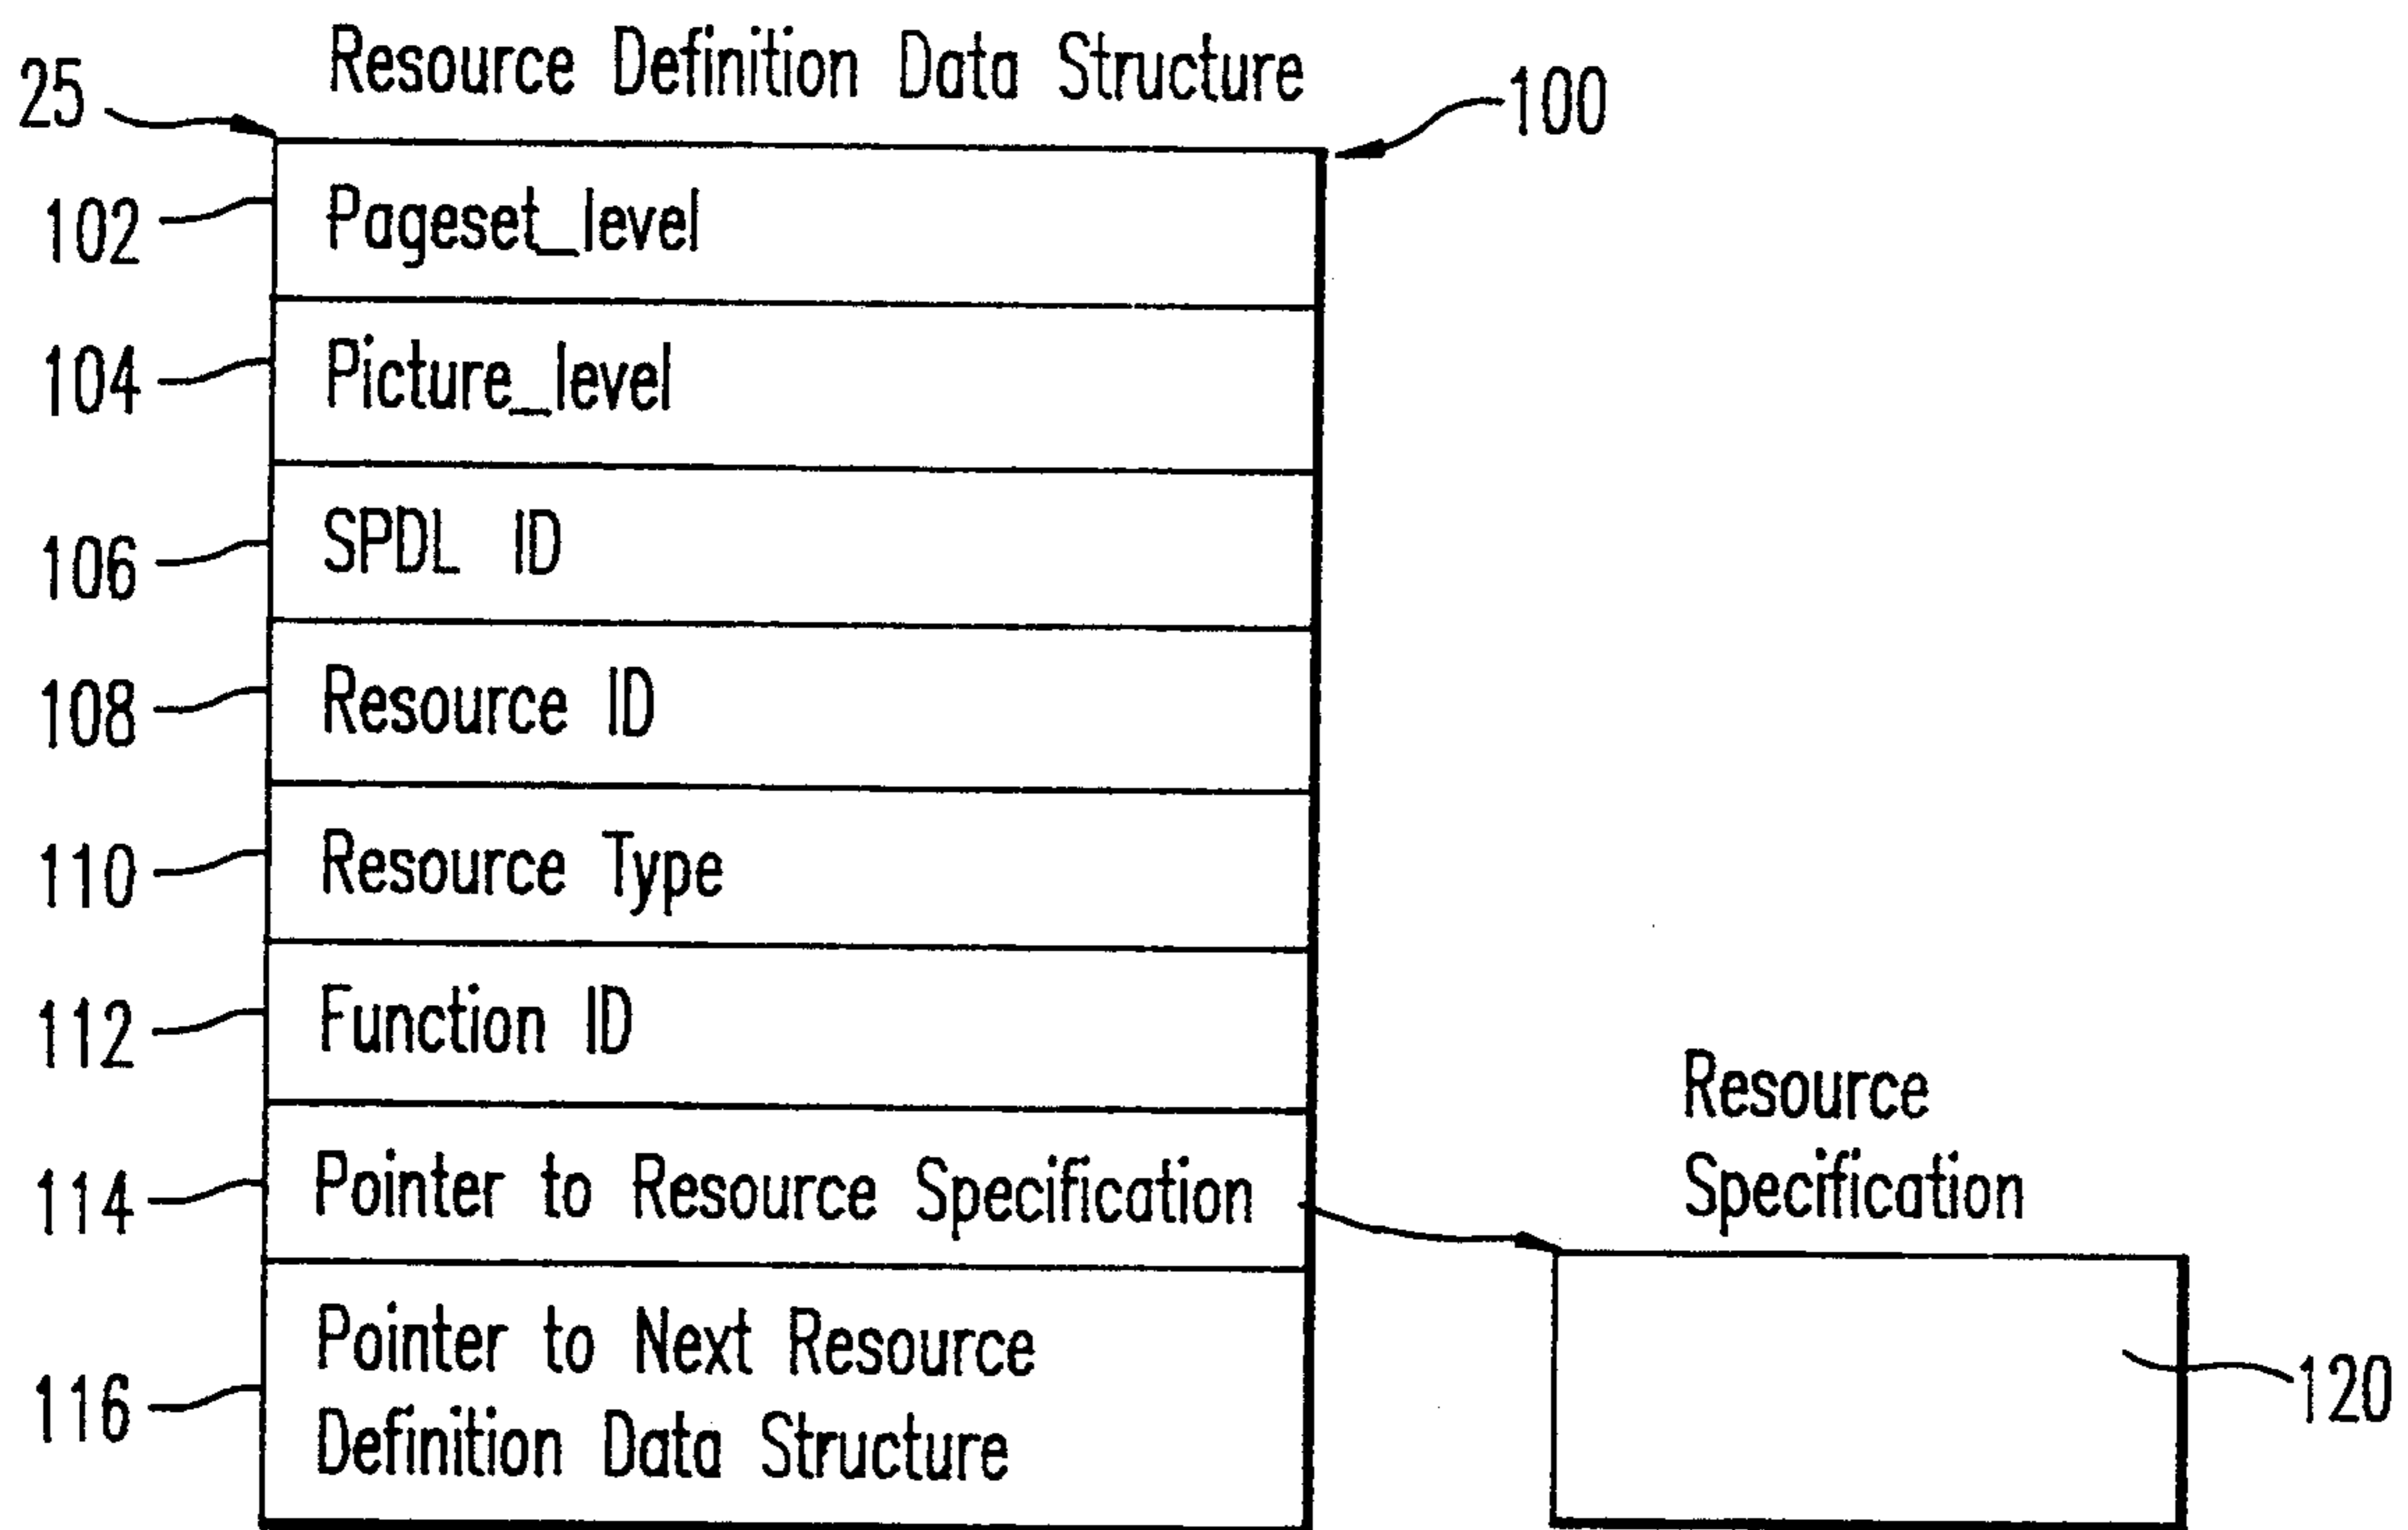 Resource Definition Data Structure
25
100
102
Pageset_level
104
Picture_level
106
SPDL ID
108
Resource ID
110
Resource Type
112
Function ID
114
Pointer to Resource Specification
Resource
Specification
116
Pointer to Next Resource
Definition Data Structure
120